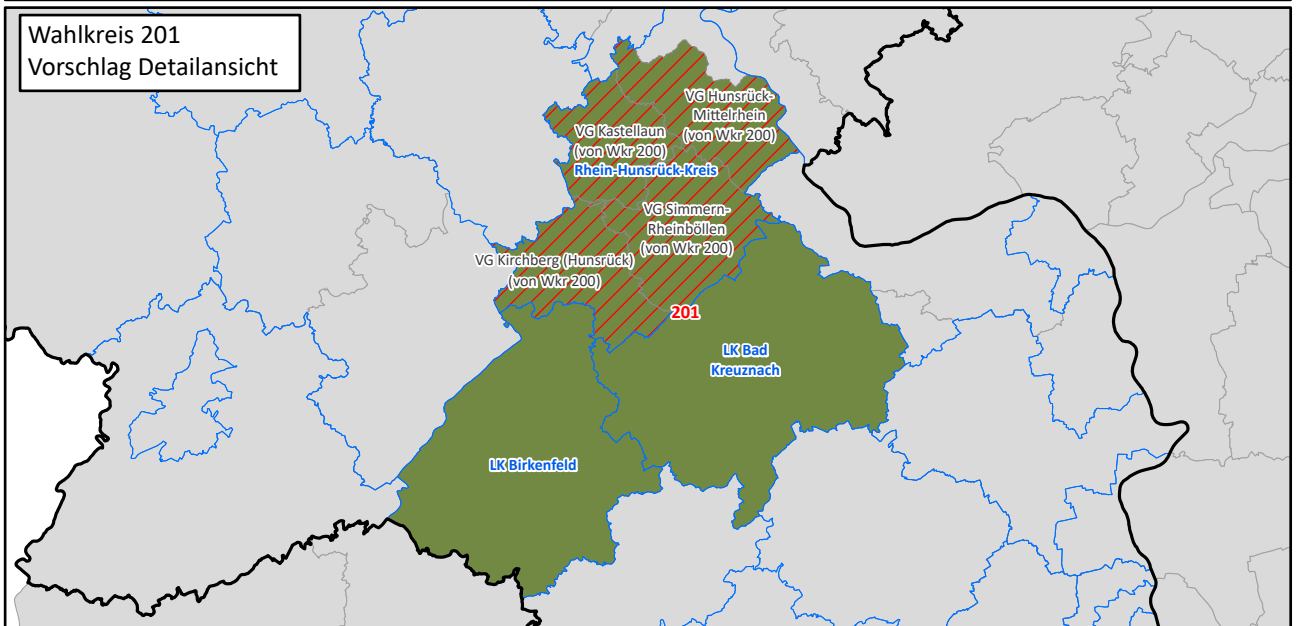 Wahlkreis 201
Vorschlag Detailansicht
VG Hunsrück-
Mittelrhein
(von Wkr 200)
VG Kastellaun
(von Wkr 200)
Rhein-Hunsrück-Kreis
VG Simmern-
Rheinböllen
(von Wkr 200)
VG Kirchberg (Hunsrück)
(von Wkr 200)
201
LK Bad
Kreuznach
LK Birkenfeld